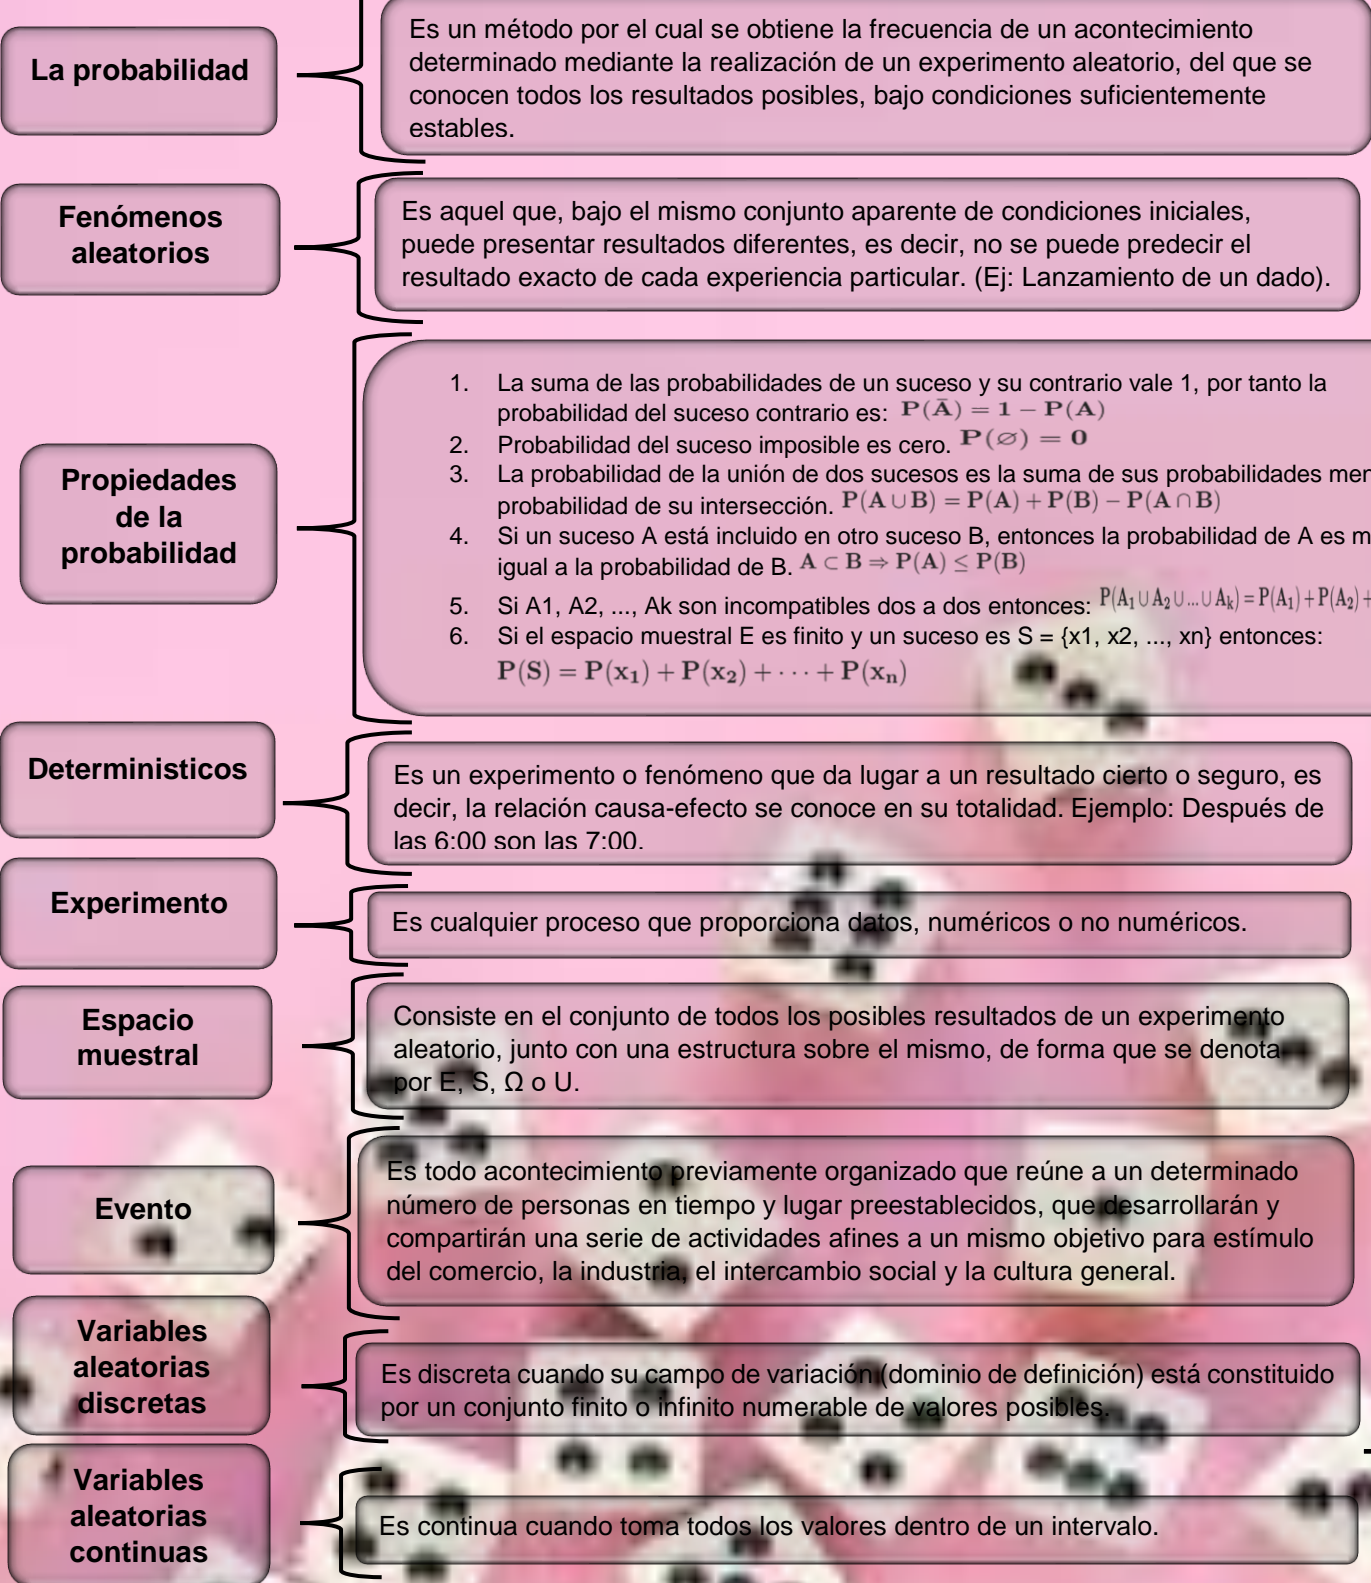 La probabilidad
Es un método por el cual se obtiene la frecuencia de un acontecimiento
determinado mediante la realización de un experimento aleatorio, del que se
conocen todos los resultados posibles, bajo condiciones suficientemente
estables.
Fenómenos
aleatorios
Es aquel que, bajo el mismo conjunto aparente de condiciones iniciales,
puede presentar resultados diferentes, es decir, no se puede predecir el
resultado exacto de cada experiencia particular. (Ej: Lanzamiento de un dado).
Propiedades
de la
probabilidad
1. La suma de las probabilidades de un suceso y su contrario vale 1, por tanto la
probabilidad del suceso contrario es: P(Ā) = 1 − P(A)
2. Probabilidad del suceso imposible es cero. P(∅) = 0
3. La probabilidad de la unión de dos sucesos es la suma de sus probabilidades men
probabilidad de su intersección. P(A ∪ B) = P(A) + P(B) − P(A ∩ B)
4. Si un suceso A está incluido en otro suceso B, entonces la probabilidad de A es m
igual a la probabilidad de B. A ⊂ B ⇒ P(A) ≤ P(B)
5. Si A1, A2, ..., Ak son incompatibles dos a dos entonces: P(A₁ ∪ A₂ ∪ ... ∪ Aₖ) = P(A₁) + P(A₂) +
6. Si el espacio muestral E es finito y un suceso es S = {x1, x2, ..., xn} entonces:
P(S) = P(x₁) + P(x₂) + · · · + P(xₙ)
Deterministicos
Es un experimento o fenómeno que da lugar a un resultado cierto o seguro, es
decir, la relación causa-efecto se conoce en su totalidad. Ejemplo: Después de
las 6:00 son las 7:00.
Experimento
Es cualquier proceso que proporciona datos, numéricos o no numéricos.
Espacio
muestral
Consiste en el conjunto de todos los posibles resultados de un experimento
aleatorio, junto con una estructura sobre el mismo, de forma que se denota
por E, S, Ω o U.
Evento
Es todo acontecimiento previamente organizado que reúne a un determinado
número de personas en tiempo y lugar preestablecidos, que desarrollarán y
compartirán una serie de actividades afines a un mismo objetivo para estímulo
del comercio, la industria, el intercambio social y la cultura general.
Variables
aleatorias
discretas
Es discreta cuando su campo de variación (dominio de definición) está constituido
por un conjunto finito o infinito numerable de valores posibles.
Variables
aleatorias
continuas
Es continua cuando toma todos los valores dentro de un intervalo.